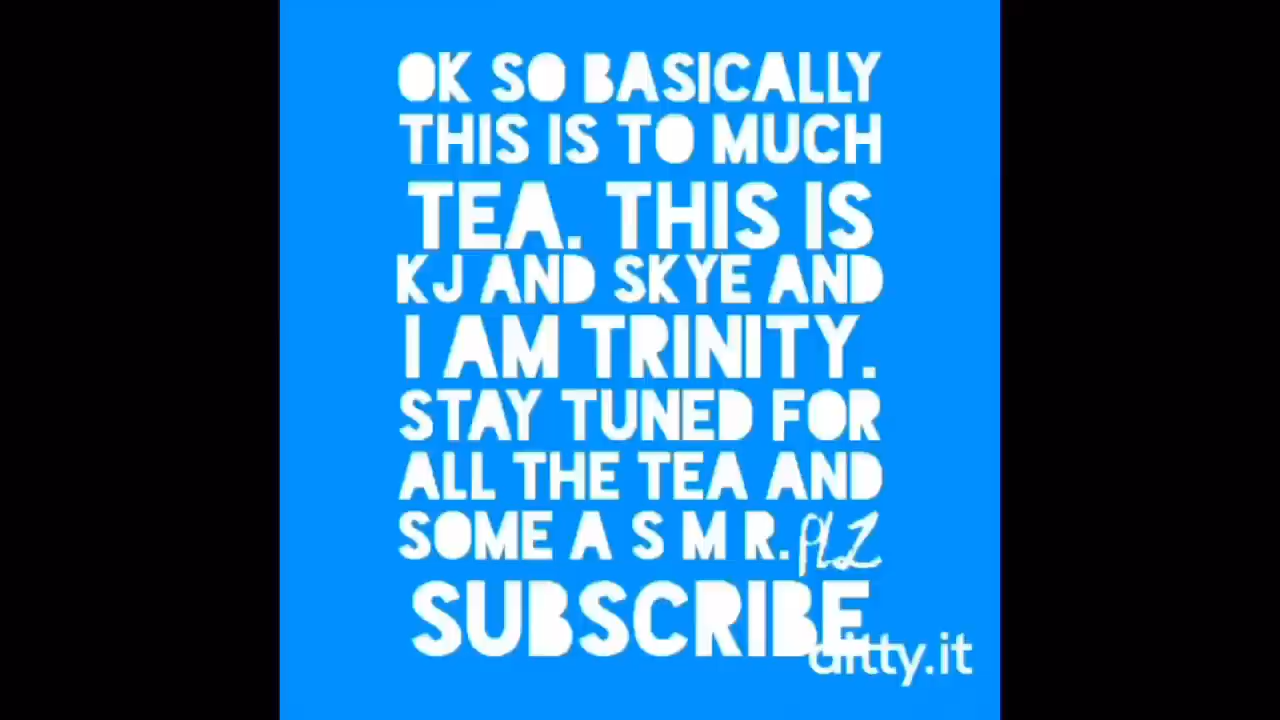 OK SO BASICALLY
THIS IS TO MUCH
TEA. THIS IS
KJ AND SKYE AND
I AM TRINITY.
STAY TUNED FOR
ALL THE TEA AND
SOME A S M R. PLZ
SUBSCRIBE
ditty.it